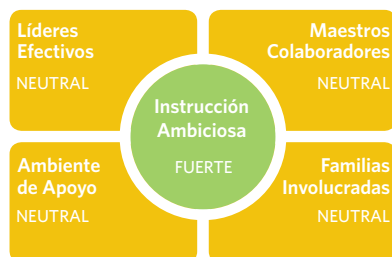 Líderes
Efectivos
NEUTRAL
Maestros
Colaboradores
NEUTRAL
Instrucción
Ambiciosa
FUERTE
Ambiente
de Apoyo
NEUTRAL
Familias
Involucradas
NEUTRAL